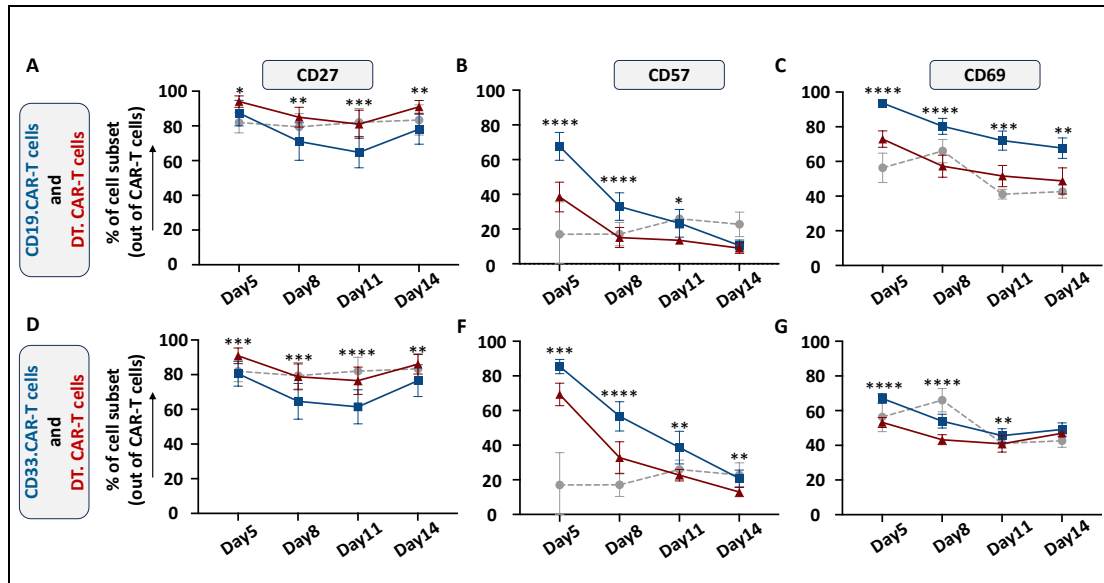 A
CD27
B
CD57
C
CD69
CD19.CAR-T cells
and
DT. CAR-T cells
% of cell subset
(out of CAR-T cells)
100
80
60
40
20
0
* ** *** **
Day5 Day8 Day11 Day14
100
80
60
40
20
0
**** **** *
Day5 Day8 Day11 Day14
100
80
60
40
20
0
**** **** *** **
Day5 Day8 Day11 Day14
D
F
G
CD33.CAR-T cells
and
DT. CAR-T cells
% of cell subset
(out of CAR-T cells)
100
80
60
40
20
0
*** *** **** **
Day5 Day8 Day11 Day14
100
80
60
40
20
0
*** **** ** **
Day5 Day8 Day11 Day14
100
80
60
40
20
0
**** **** **
Day5 Day8 Day11 Day14